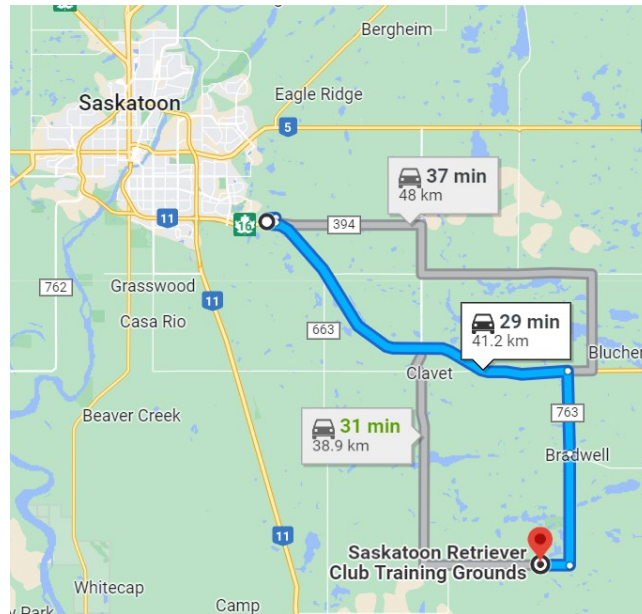 Bergheim
Saskatoon
Eagle Ridge
5
37 min
48 km
11
16
394
762
Grasswood
11
Casa Rio
663
29 min
41.2 km
Clavet
Blucher
Beaver Creek
763
31 min
38.9 km
Bradwell
11
Saskatoon Retriever
Club Training Grounds
Whitecap
Camp
Park